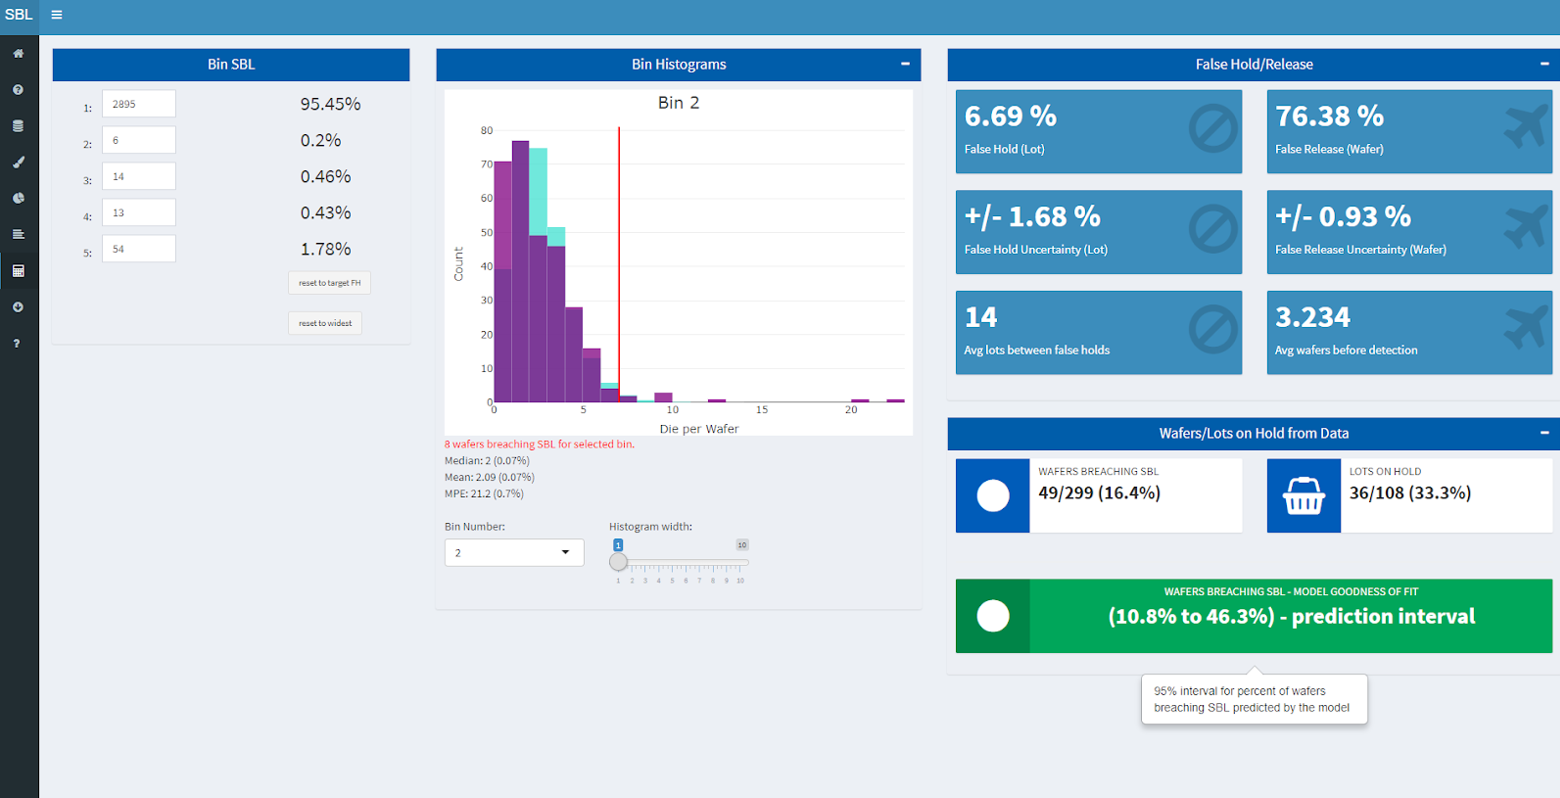 SBL
Bin SBL
1: 2895 95.45%
2: 6 0.2%
3: 14 0.46%
4: 13 0.43%
5: 54 1.78%
reset to target FH
reset to widest
?
Bin Histograms
Bin 2
80
70
60
50
40
30
20
10
0
Count
0 5 10 15 20
Die per Wafer
8 wafers breaching SBL for selected bin.
Median: 2 (0.07%)
Mean: 2.09 (0.07%)
MPE: 21.2 (0.7%)
Bin Number:
2
Histogram width:
1 10
1 2 3 4 5 6 7 8 9 10
False Hold/Release
6.69 %
False Hold (Lot)
76.38 %
False Release (Wafer)
+/- 1.68 %
False Hold Uncertainty (Lot)
+/- 0.93 %
False Release Uncertainty (Wafer)
14
Avg lots between false holds
3.234
Avg wafers before detection
Wafers/Lots on Hold from Data
WAFERS BREACHING SBL
49/299 (16.4%)
LOTS ON HOLD
36/108 (33.3%)
WAFERS BREACHING SBL - MODEL GOODNESS OF FIT
(10.8% to 46.3%) - prediction interval
95% interval for percent of wafers
breaching SBL predicted by the model